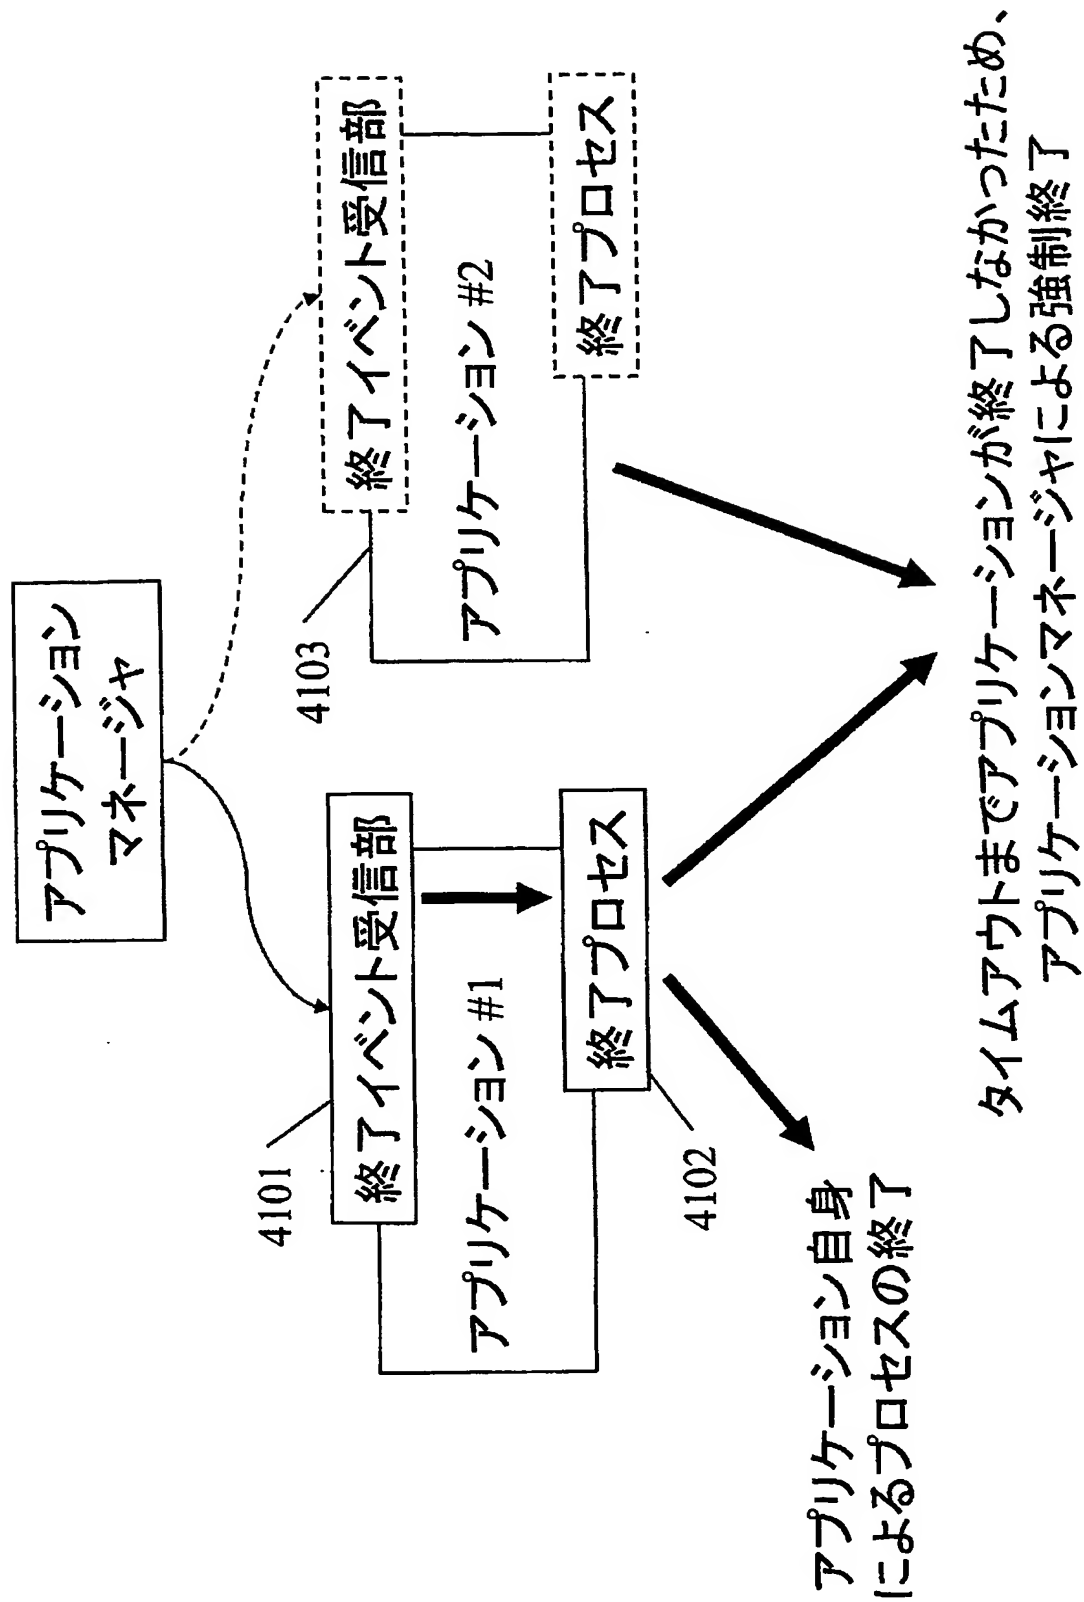 アプリケーション
マネージャ
4101
終了イベント受信部
アプリケーション #1
終了プロセス
4102
4103
終了イベント受信部
アプリケーション #2
終了プロセス
アプリケーション自身
によるプロセスの終了
タイムアウトまでアプリケーションが終了しなかったため、
アプリケーションマネージャによる強制終了